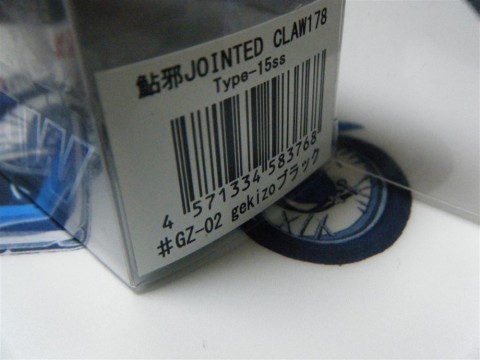 鮎邪JOINTED CLAW178
Type-15ss
4 571334 583768
#GZ-02 gekizoブラック